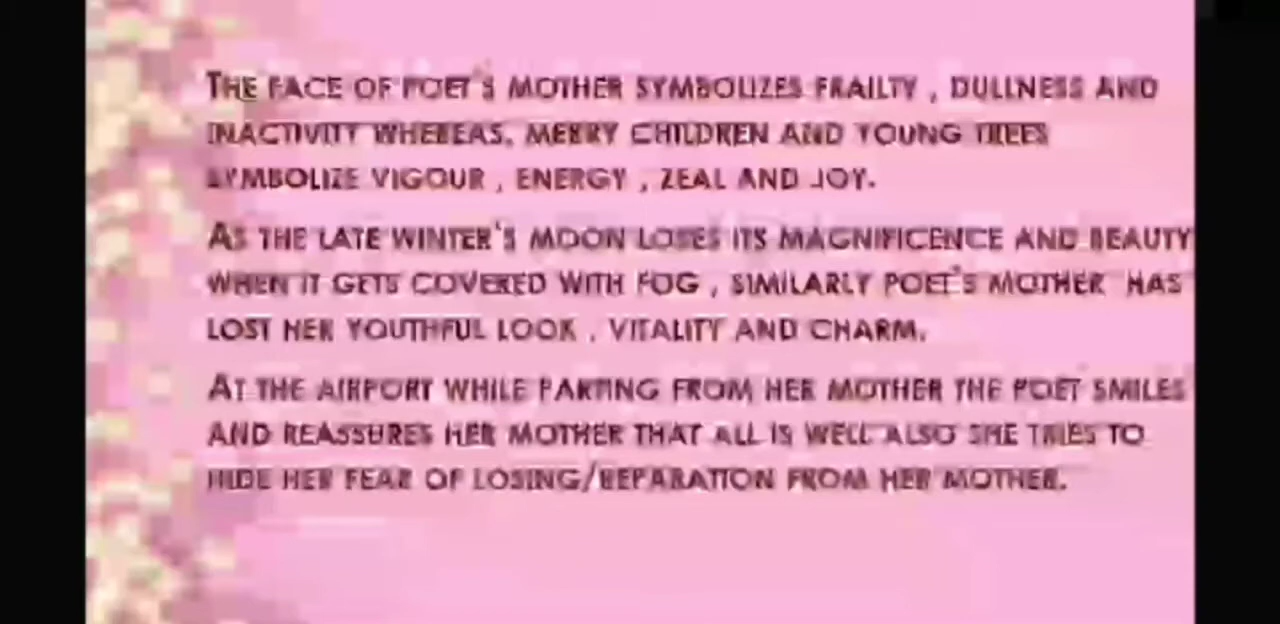 THE FACE OF POET'S MOTHER SYMBOLIZES FRAILTY , DULLNESS AND
INACTIVITY WHEREAS, MERRY CHILDREN AND YOUNG TREES
SYMBOLIZE VIGOUR , ENERGY , ZEAL AND JOY.
AS THE LATE WINTER'S MOON LOSES ITS MAGNIFICENCE AND BEAUTY
WHEN IT GETS COVERED WITH FOG , SIMILARLY POET'S MOTHER HAS
LOST HER YOUTHFUL LOOK , VITALITY AND CHARM.
AT THE AIRPORT WHILE PARTING FROM HER MOTHER THE POET SMILES
AND REASSURES HER MOTHER THAT ALL IS WELL ALSO SHE TRIES TO
HIDE HER FEAR OF LOSING/SEPARATION FROM HER MOTHER.